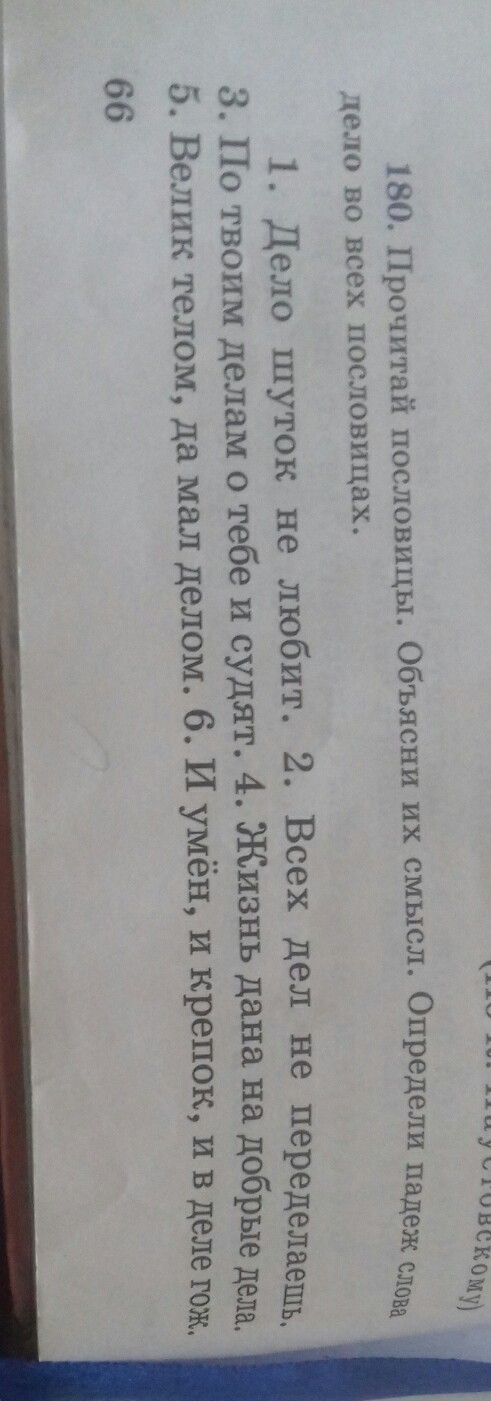 180. Прочитай пословицы. Объясни их смысл. Определи падеж слова
дело во всех пословицах.
1. Дело шуток не любит. 2. Всех дел не переделаешь.
3. По твоим делам о тебе и судят. 4. Жизнь дана на добрые дела.
5. Велик телом, да мал делом. 6. И умён, и крепок, и в деле гож.
66